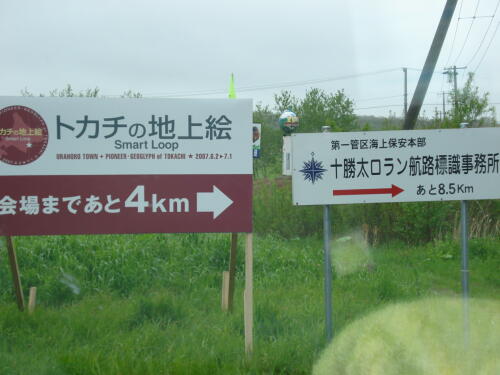 トカチの地上絵
Smart Loop
URAHORO TOWN • PIONEER・GEOGLYPH of TOKACHI ★ 2007.6.2 ▸ 7.1
カチの地上絵
Smart Loop
会場まであと4km
第一管区海上保安本部
十勝太ロラン航路標識事務所
あと8.5Km